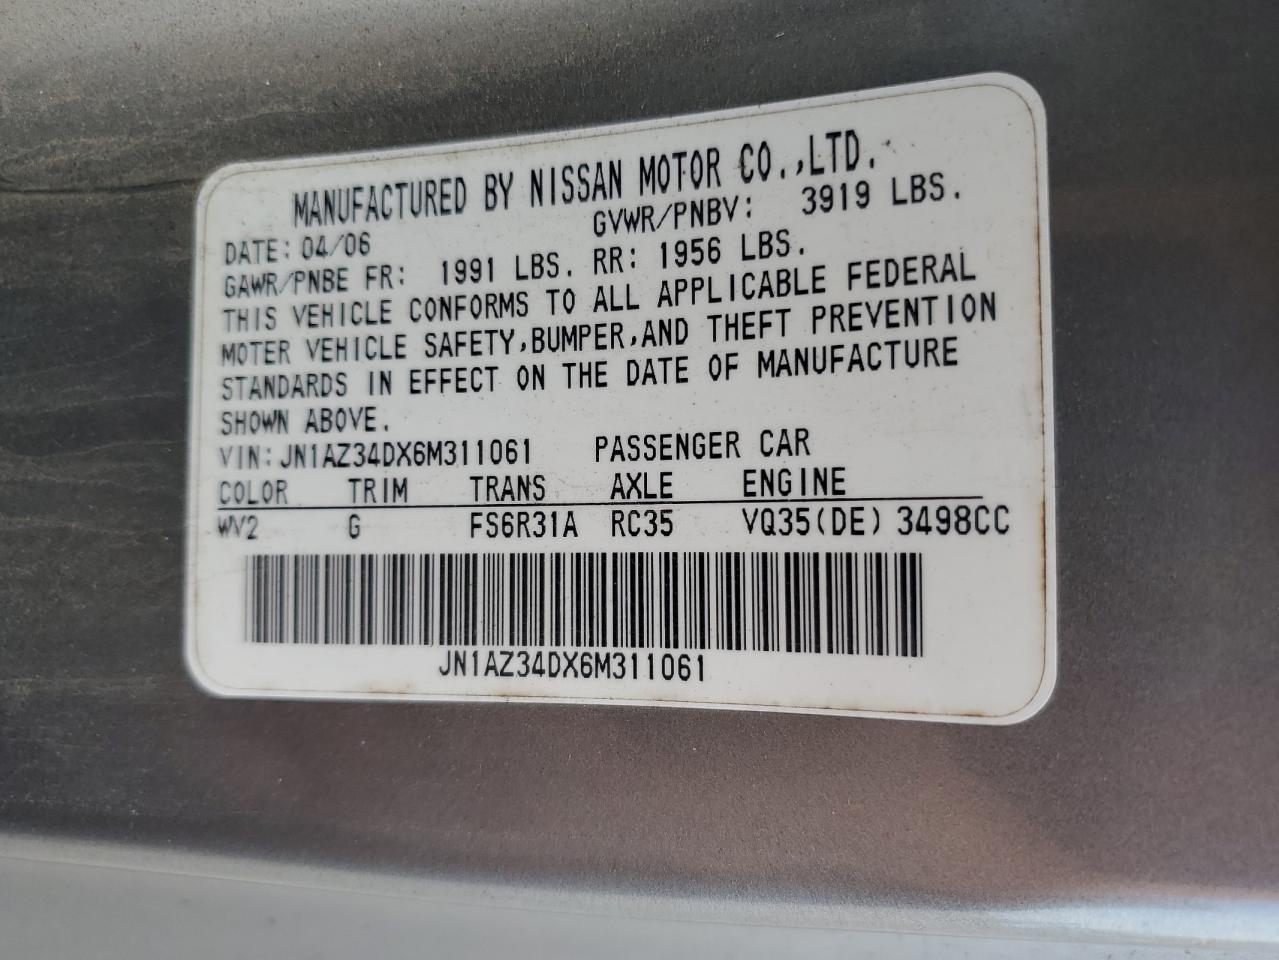 MANUFACTURED BY NISSAN MOTOR CO.,LTD.
DATE: 04/06 GVWR/PNBV: 3919 LBS.
GAWR/PNBE FR: 1991 LBS. RR: 1956 LBS.
THIS VEHICLE CONFORMS TO ALL APPLICABLE FEDERAL
MOTER VEHICLE SAFETY,BUMPER,AND THEFT PREVENTION
STANDARDS IN EFFECT ON THE DATE OF MANUFACTURE
SHOWN ABOVE.
VIN: JN1AZ34DX6M311061 PASSENGER CAR
COLOR TRIM TRANS AXLE ENGINE
WV2 G FS6R31A RC35 VQ35(DE) 3498CC
JN1AZ34DX6M311061